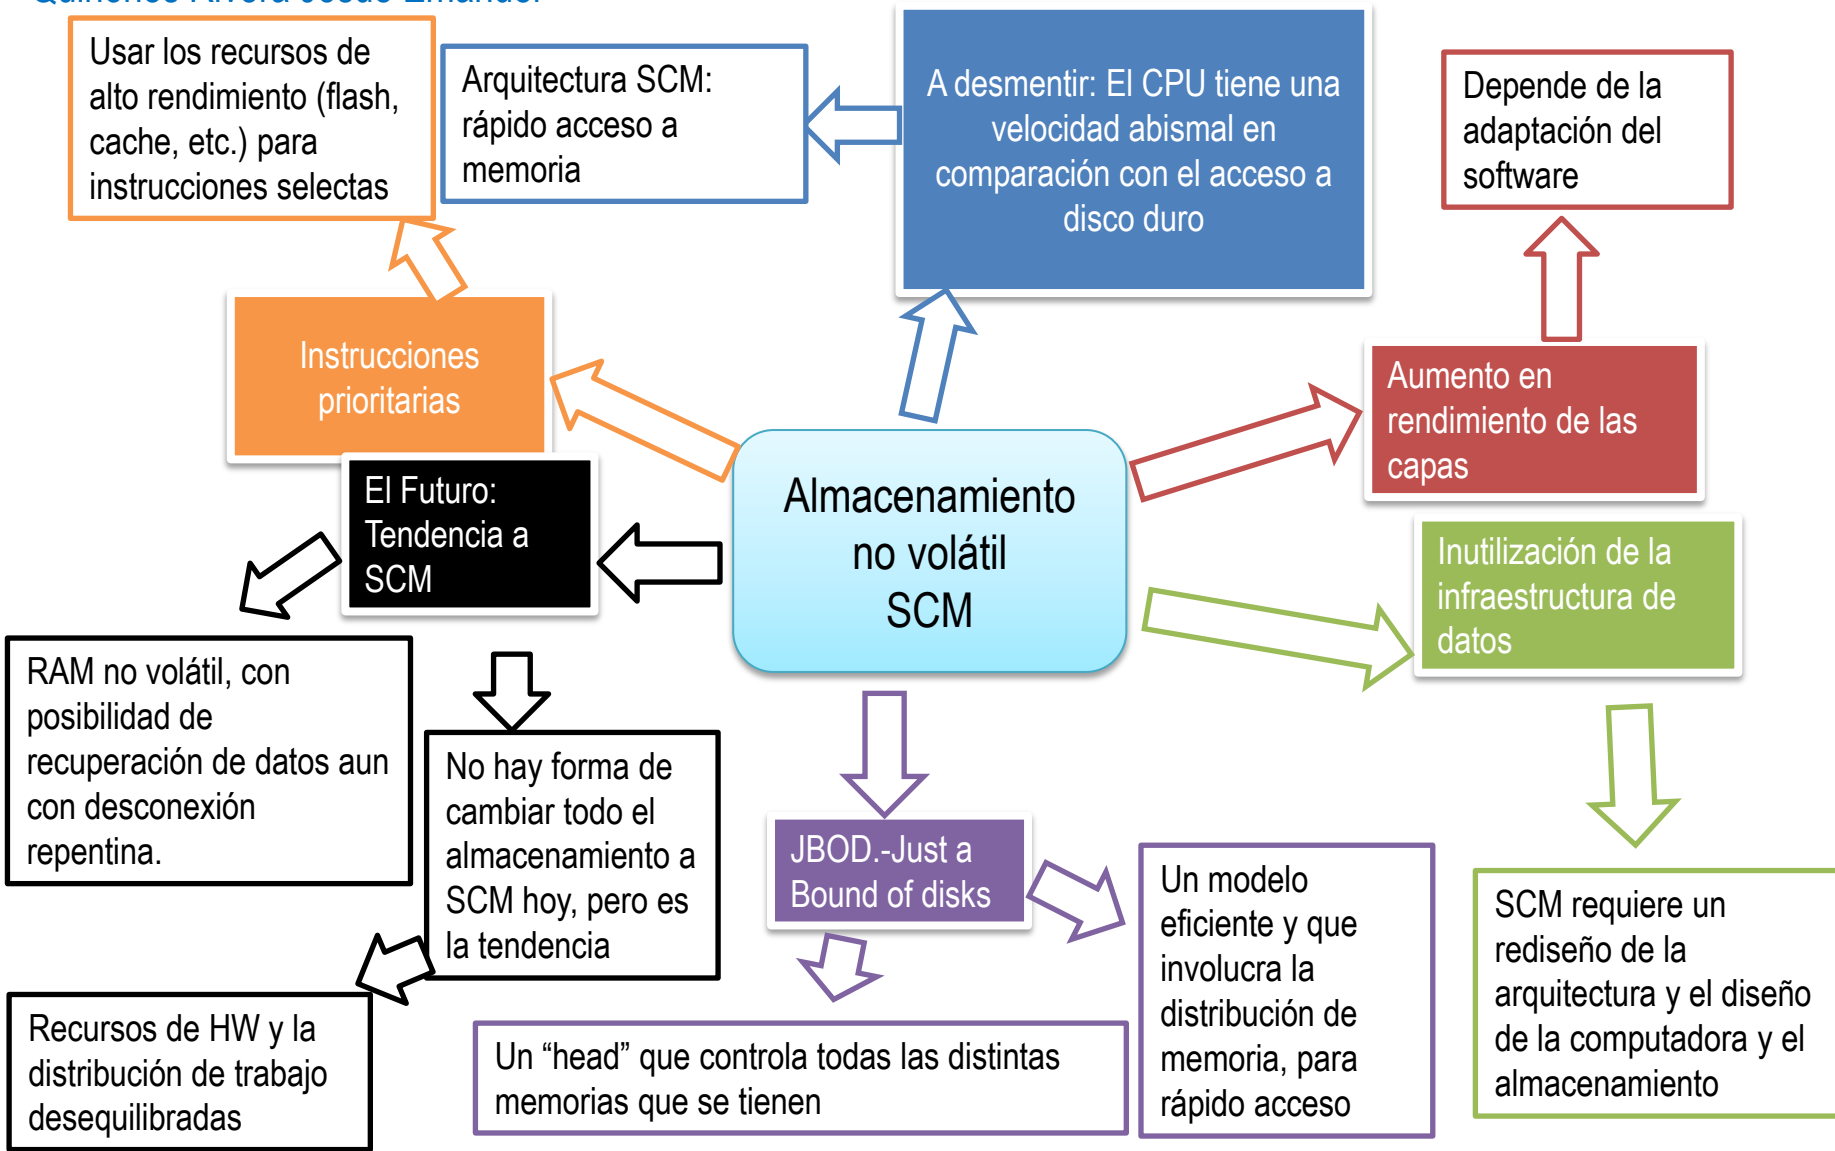 Quiñones Rivera Jesús Emanuel
Usar los recursos de
alto rendimiento (flash,
cache, etc.) para
instrucciones selectas
Arquitectura SCM:
rápido acceso a
memoria
A desmentir: El CPU tiene una
velocidad abismal en
comparación con el acceso a
disco duro
Depende de la
adaptación del
software
Instrucciones
prioritarias
Aumento en
rendimiento de las
capas
El Futuro:
Tendencia a
SCM
Almacenamiento
no volátil
SCM
Inutilización de la
infraestructura de
datos
RAM no volátil, con
posibilidad de
recuperación de datos aun
con desconexión
repentina.
No hay forma de
cambiar todo el
almacenamiento a
SCM hoy, pero es
la tendencia
JBOD.-Just a
Bound of disks
Un modelo
eficiente y que
involucra la
distribución de
memoria, para
rápido acceso
SCM requiere un
rediseño de la
arquitectura y el diseño
de la computadora y el
almacenamiento
Recursos de HW y la
distribución de trabajo
desequilibradas
Un “head” que controla todas las distintas
memorias que se tienen